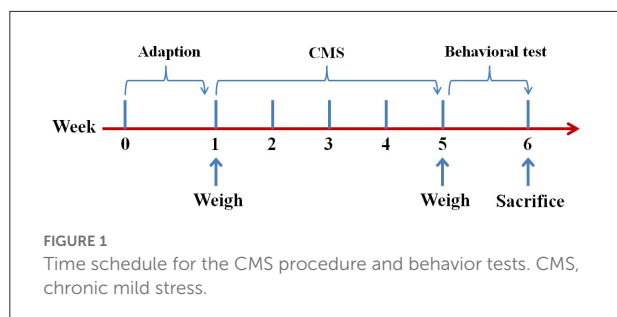 Adaption CMS Behavioral test
Week
0 1 2 3 4 5 6
Weigh Weigh Sacrifice
FIGURE 1
Time schedule for the CMS procedure and behavior tests. CMS,
chronic mild stress.